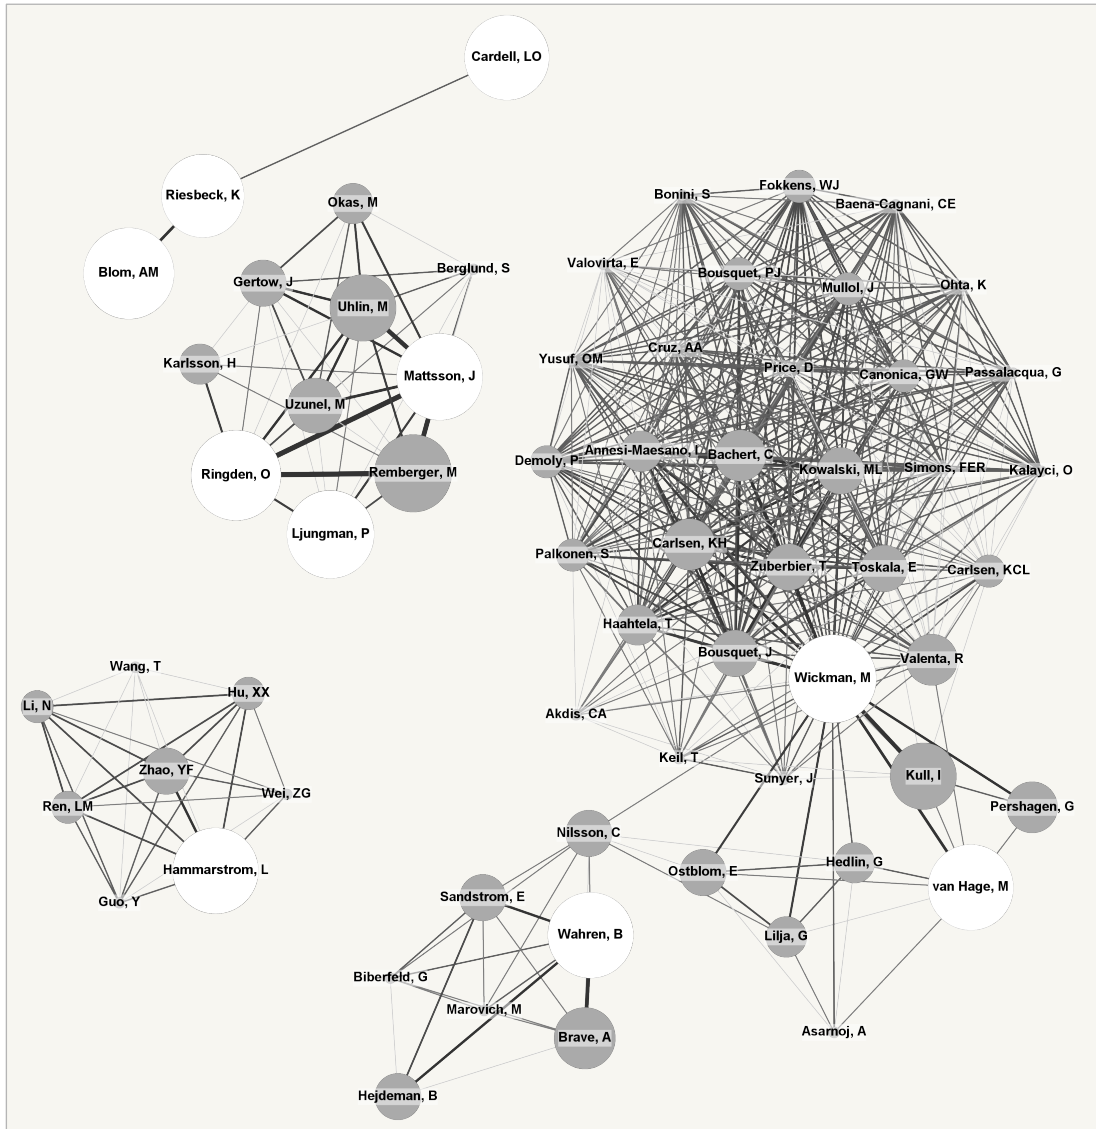 Cardell, LO
Riesbeck, K
Blom, AM
Okas, M
Berglund, S
Gertow, J
Uhlin, M
Karlsson, H
Mattsson, J
Uzunel, M
Ringden, O
Remberger, M
Ljungman, P
Fokkens, WJ
Bonini, S
Baena-Cagnani, CE
Valovirta, E
Bousquet, PJ
Mullol, J
Ohta, K
Cruz, AA
Yusuf, OM
Price, D
Canonica, GW
Passalacqua, G
Demoly, P
Annesi-Maesano, I
Bachert, C
Kowalski, ML
Simons, FER
Kalayci, O
Carlsen, KH
Palkonen, S
Zuberbier, T
Toskala, E
Carlsen, KCL
Haahtela, T
Bousquet, J
Valenta, R
Wickman, M
Akdis, CA
Keil, T
Sunyer, J
Kull, I
Pershagen, G
Wang, T
Li, N
Hu, XX
Zhao, YF
Wei, ZG
Ren, LM
Hammarstrom, L
Guo, Y
Nilsson, C
Ostblom, E
Hedlin, G
van Hage, M
Sandstrom, E
Wahren, B
Lilja, G
Biberfeld, G
Marovich, M
Asarnoj, A
Brave, A
Hejdeman, B